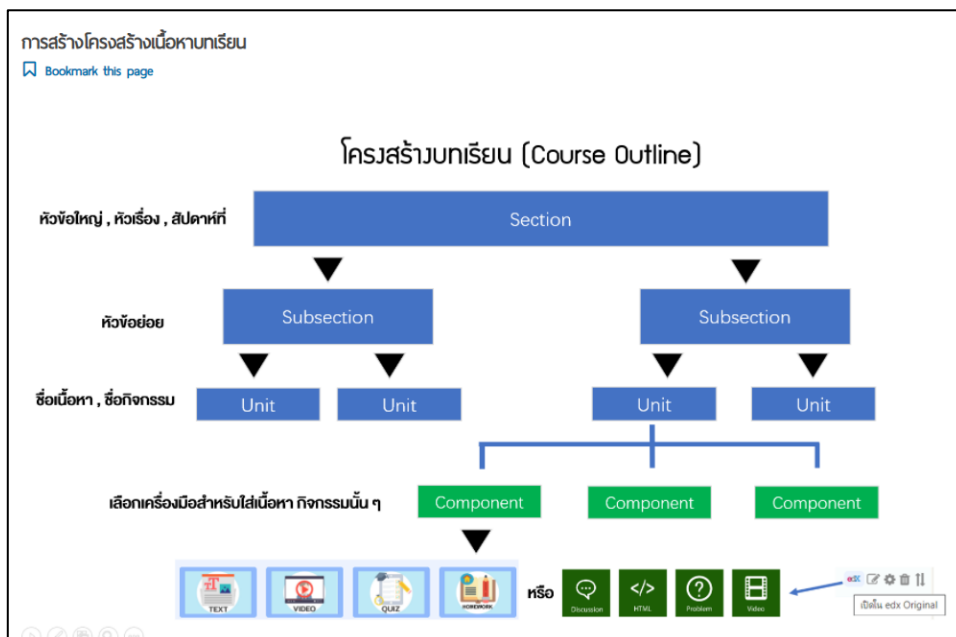 การสร้างโครงสร้างเนื้อหาบทเรียน
Bookmark this page
โครงสร้างบทเรียน (Course Outline)
หัวข้อใหญ่ , หัวเรื่อง , สัปดาห์ที่
Section
หัวข้อย่อย
Subsection
Subsection
ชื่อเนื้อหา , ชื่อกิจกรรม
Unit
Unit
Unit
Unit
เลือกเครื่องมือสำหรับใส่เนื้อหา กิจกรรมนั้น ๆ
Component
Component
Component
TEXT
VIDEO
QUIZ
HOMEWORK
หรือ
Discussion
HTML
Problem
Video
edX
เปิดใน edx Original